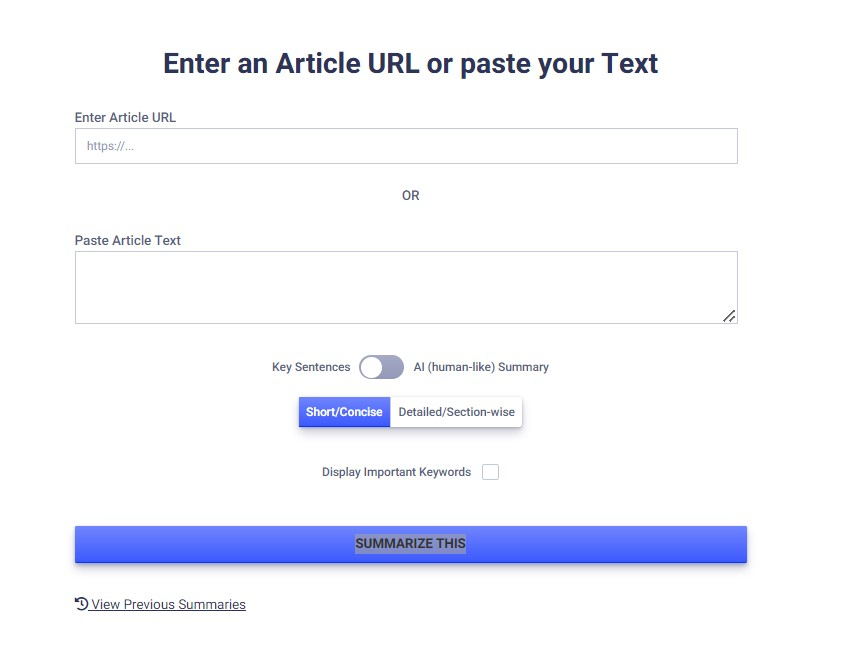 Enter an Article URL or paste your Text
Enter Article URL
https://...
OR
Paste Article Text
Key Sentences AI (human-like) Summary
Short/Concise Detailed/Section-wise
Display Important Keywords
SUMMARIZE THIS
View Previous Summaries